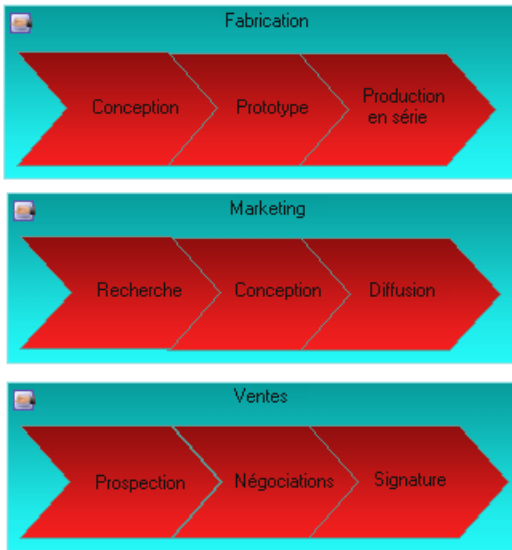 Fabrication
Conception
Prototype
Production
en série
Marketing
Recherche
Conception
Diffusion
Ventes
Prospection
Négociations
Signature